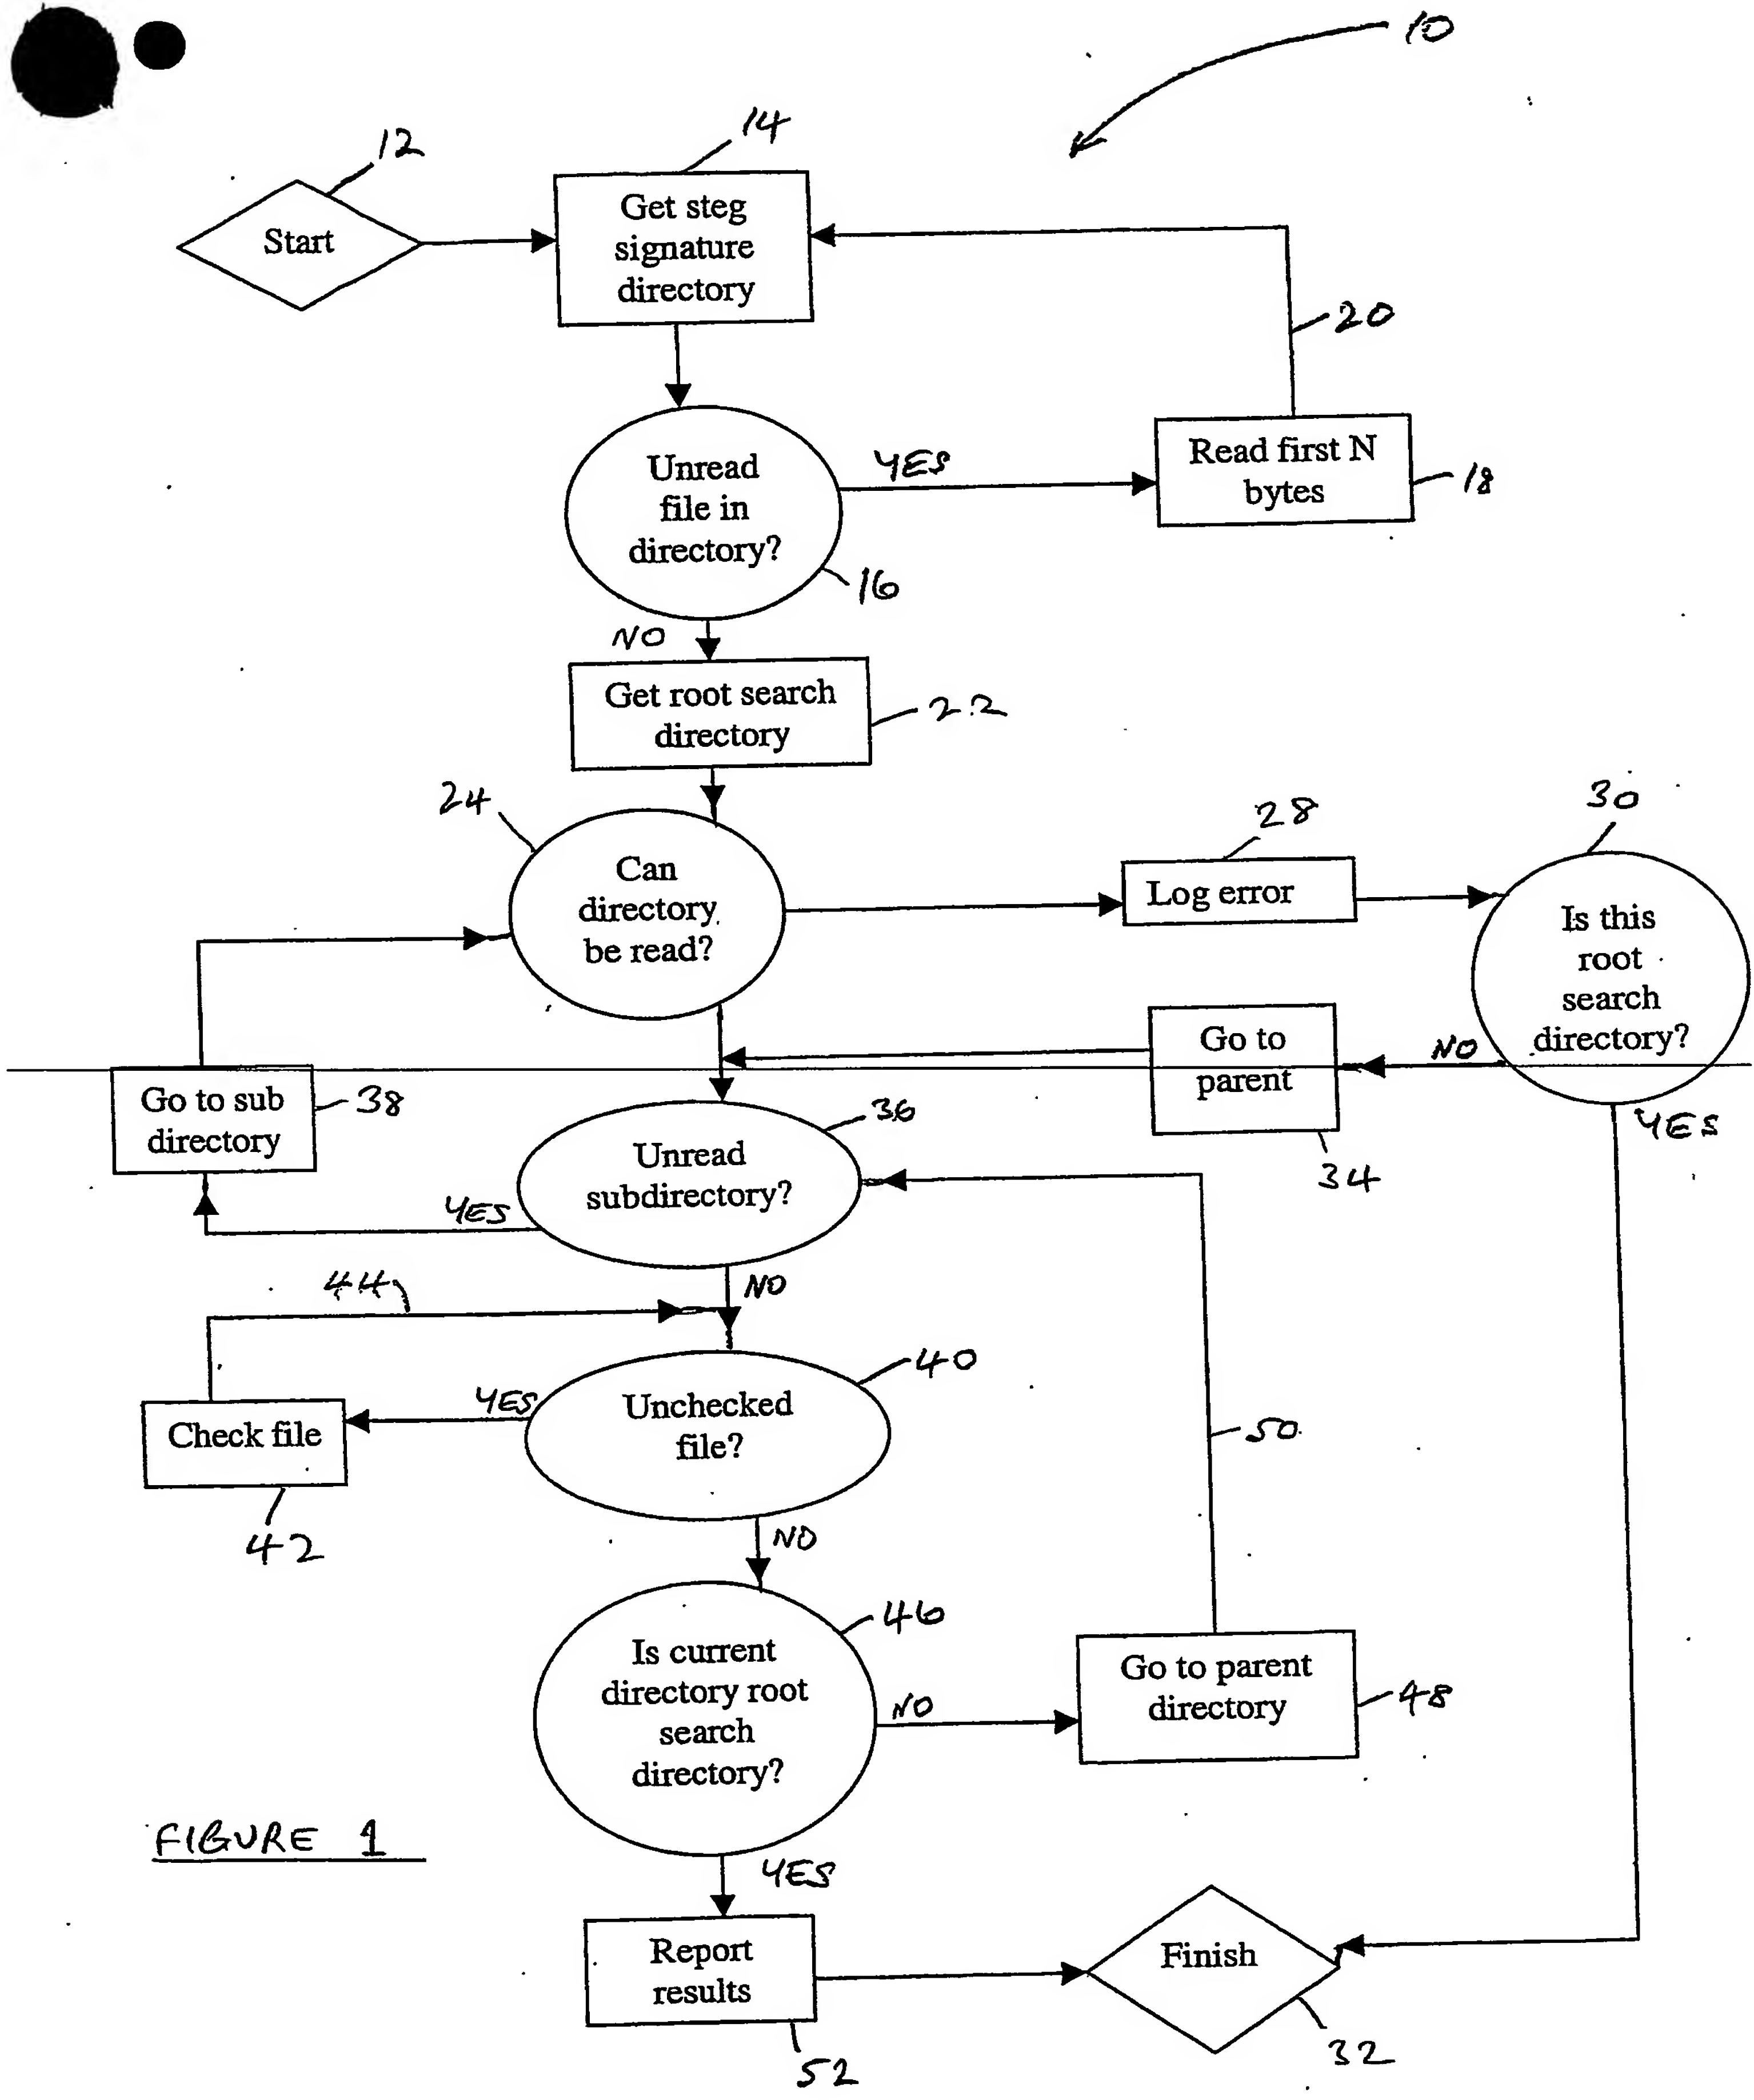 10
14
12
Get steg
signature
directory
Start
20
Unread
file in
directory?
YES
Read first N
bytes
18
16
NO
Get root search
directory
22
24
28
30
Can
directory
be read?
Log error
Is this
root
search
directory?
Go to
parent
NO
Go to sub
directory
38
36
YES
34
Unread
subdirectory?
YES
NO
44
40
Unchecked
file?
YES
Check file
50
42
NO
46
Is current
directory root
search
directory?
NO
Go to parent
directory
48
FIGURE 1
YES
Report
results
Finish
52
32